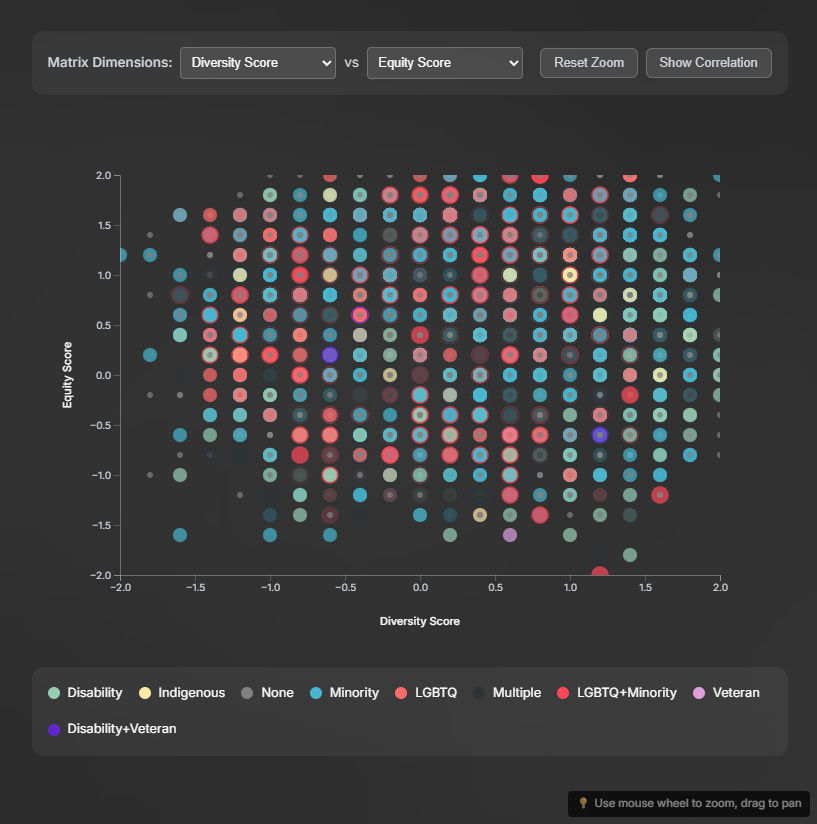 Matrix Dimensions: Diversity Score vs Equity Score Reset Zoom Show Correlation
2.0
1.5
1.0
0.5
0.0
−0.5
−1.0
−1.5
−2.0
Equity Score
−2.0 −1.5 −1.0 −0.5 0.0 0.5 1.0 1.5 2.0
Diversity Score
Disability Indigenous None Minority LGBTQ Multiple LGBTQ+Minority Veteran
Disability+Veteran
Use mouse wheel to zoom, drag to pan